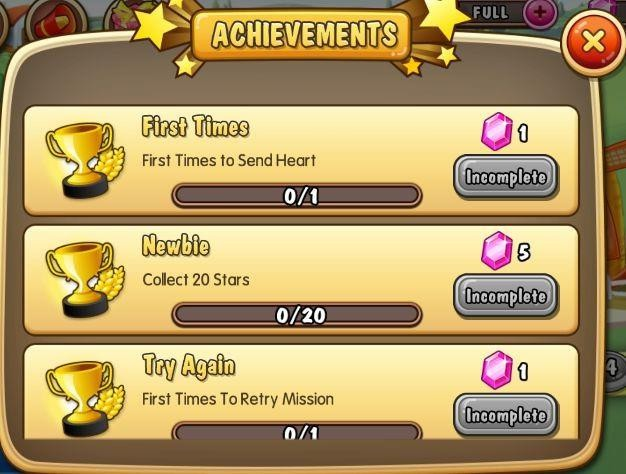 FULL
ACHIEVEMENTS
First Times
1
First Times to Send Heart
Incomplete
0/1
Newbie
5
Collect 20 Stars
Incomplete
0/20
Try Again
1
First Times To Retry Mission
Incomplete
0/1
4